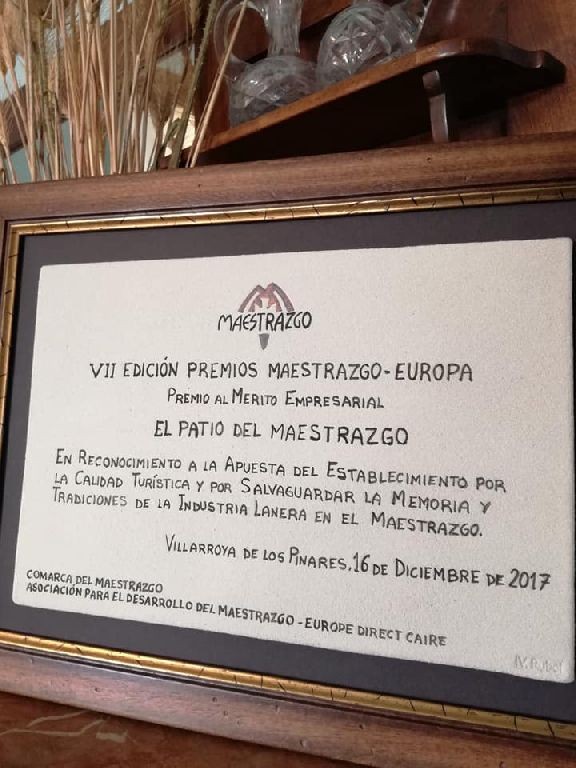 MAESTRAZGO
VII EDICIÓN PREMIOS MAESTRAZGO-EUROPA
PREMIO AL MERITO EMPRESARIAL
EL PATIO DEL MAESTRAZGO
EN RECONOCIMIENTO A LA APUESTA DEL ESTABLECIMIENTO POR
LA CALIDAD TURÍSTICA Y POR SALVAGUARDAR LA MEMORIA Y
TRADICIONES DE LA INDUSTRIA LANERA EN EL MAESTRAZGO.
VILLARROYA DE LOS PINARES, 16 DE DICIEMBRE DE 2017
COMARCA DEL MAESTRAZGO
ASOCIACIÓN PARA EL DESARROLLO DEL MAESTRAZGO - EUROPE DIRECT CAIRE